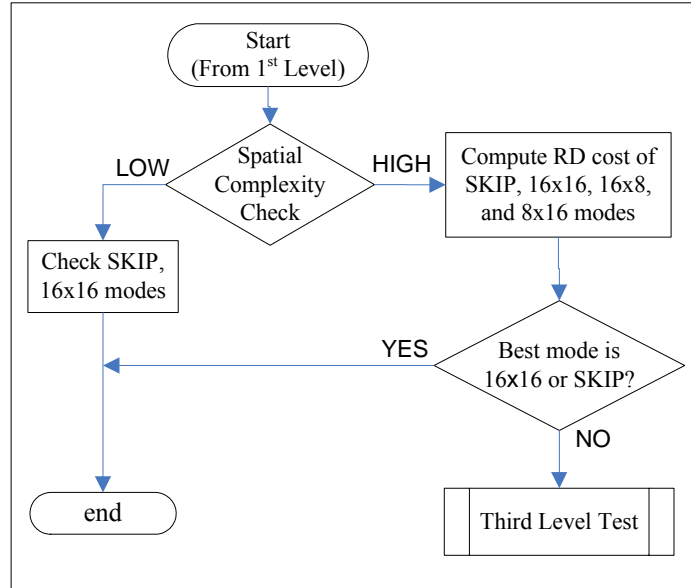 Start
(From 1st Level)
LOW
Spatial
Complexity
Check
HIGH
Compute RD cost of
SKIP, 16x16, 16x8,
and 8x16 modes
Check SKIP,
16x16 modes
YES
Best mode is
16x16 or SKIP?
NO
end
Third Level Test